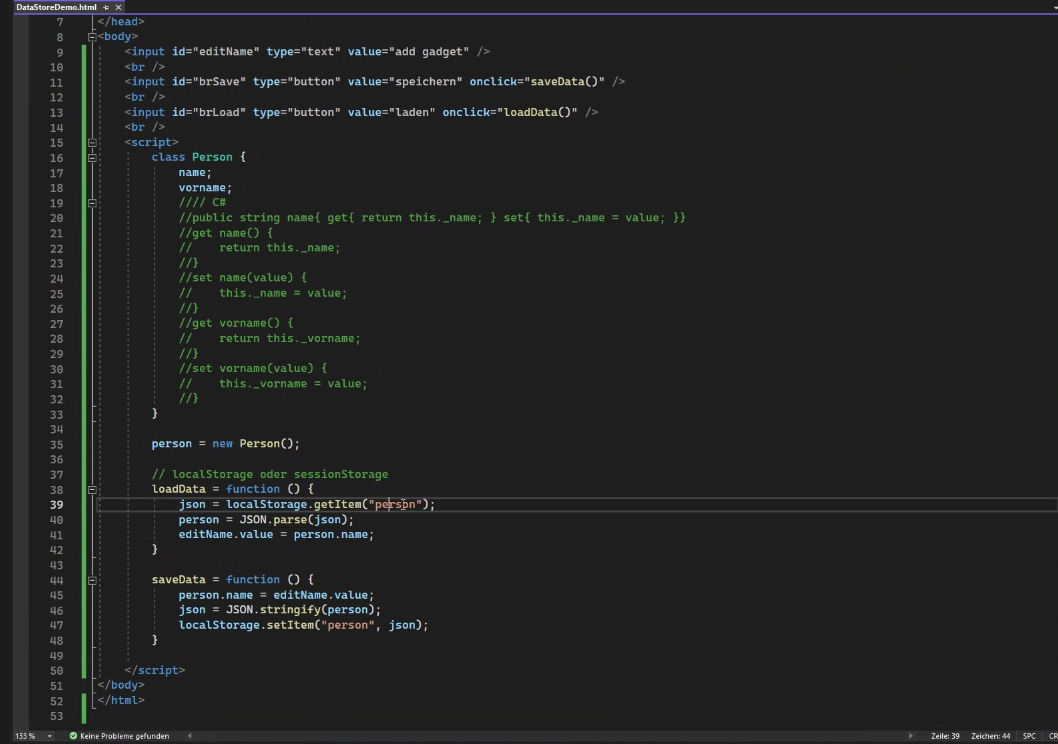 DataStoreDemo.html
7 </head>
8 <body>
9 <input id="editName" type="text" value="add gadget" />
10 <br />
11 <input id="brSave" type="button" value="speichern" onclick="saveData()" />
12 <br />
13 <input id="brLoad" type="button" value="laden" onclick="loadData()" />
14 <br />
15 <script>
16 class Person {
17 name;
18 vorname;
19 //// C#
20 //public string name{ get{ return this._name; } set{ this._name = value; }}
21 //get name() {
22 // return this._name;
23 //}
24 //set name(value) {
25 // this._name = value;
26 //}
27 //get vorname() {
28 // return this._vorname;
29 //}
30 //set vorname(value) {
31 // this._vorname = value;
32 //}
33 }
34
35 person = new Person();
36
37 // localStorage oder sessionStorage
38 loadData = function () {
39 json = localStorage.getItem("person");
40 person = JSON.parse(json);
41 editName.value = person.name;
42 }
43
44 saveData = function () {
45 person.name = editName.value;
46 json = JSON.stringify(person);
47 localStorage.setItem("person", json);
48 }
49
50 </script>
51 </body>
52 </html>
53
133 % Keine Probleme gefunden Zeile: 39 Zeichen: 44 SPC CR